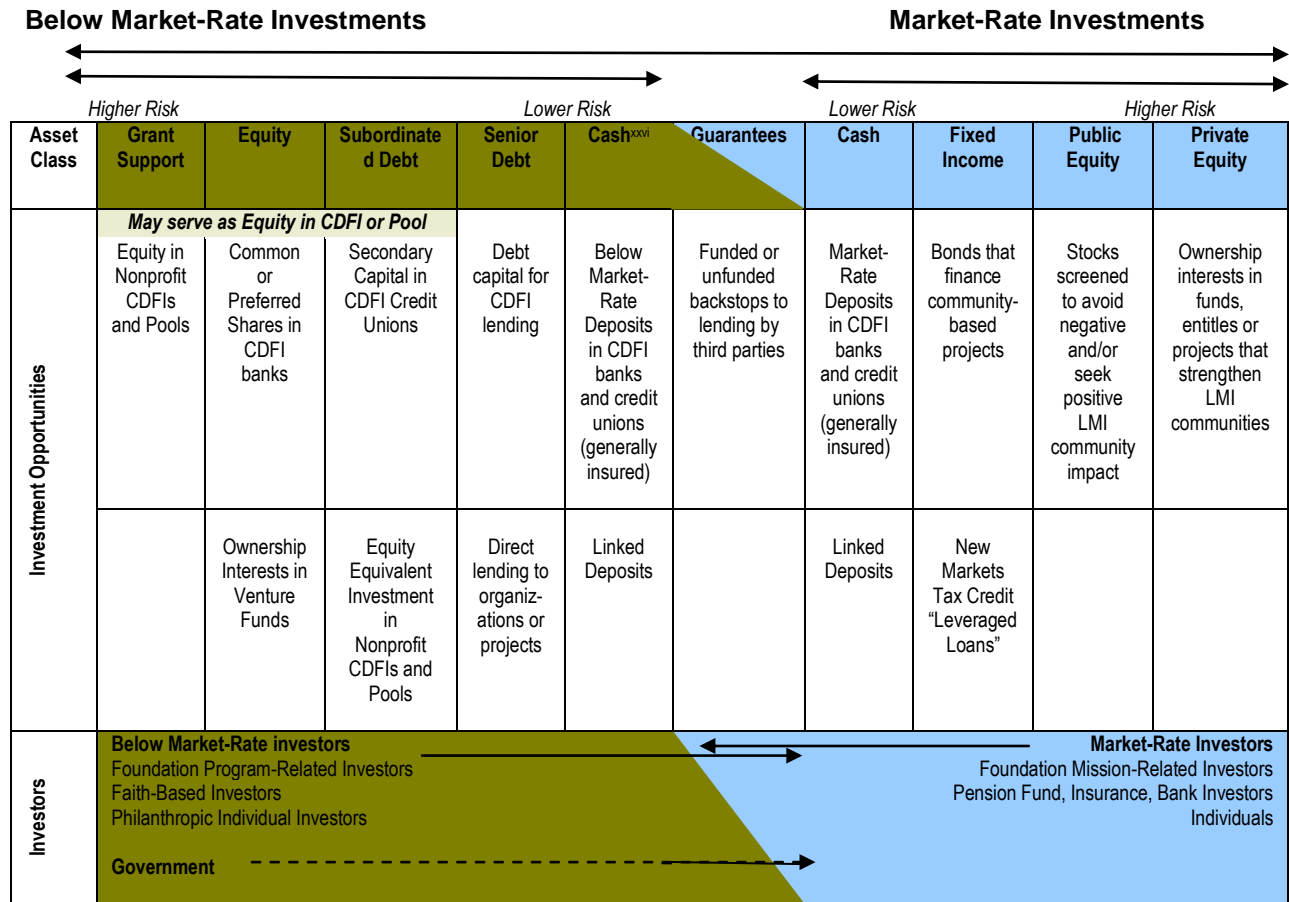 Below Market-Rate Investments
Market-Rate Investments
Higher Risk
Lower Risk
Lower Risk
Higher Risk
Asset
Class
Grant
Support
Equity
Subordinate
d Debt
Senior
Debt
Cashxxvi
Guarantees
Cash
Fixed
Income
Public
Equity
Private
Equity
Investment Opportunities
May serve as Equity in CDFI or Pool
Equity in
Nonprofit
CDFIs
and Pools
Common
or
Preferred
Shares in
CDFI
banks
Secondary
Capital in
CDFI Credit
Unions
Debt
capital for
CDFI
lending
Below
Market-
Rate
Deposits
in CDFI
banks
and credit
unions
(generally
insured)
Funded or
unfunded
backstops to
lending by
third parties
Market-
Rate
Deposits
in CDFI
banks
and credit
unions
(generally
insured)
Bonds that
finance
community-
based
projects
Stocks
screened
to avoid
negative
and/or
seek
positive
LMI
community
impact
Ownership
interests in
funds,
entitles or
projects that
strengthen
LMI
communities
Ownership
Interests in
Venture
Funds
Equity
Equivalent
Investment
in
Nonprofit
CDFIs and
Pools
Direct
lending to
organiz-
ations or
projects
Linked
Deposits
Linked
Deposits
New
Markets
Tax Credit
“Leveraged
Loans”
Investors
Below Market-Rate investors
Foundation Program-Related Investors
Faith-Based Investors
Philanthropic Individual Investors
Government
Market-Rate Investors
Foundation Mission-Related Investors
Pension Fund, Insurance, Bank Investors
Individuals